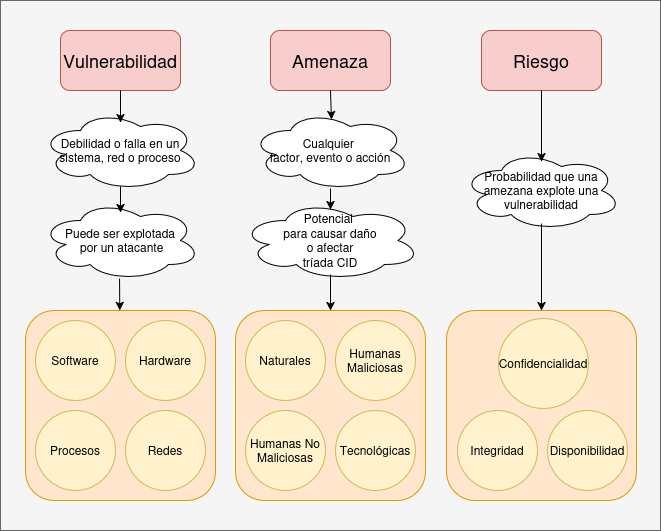 Vulnerabilidad
Debilidad o falla en un
sistema, red o proceso
Puede ser explotada
por un atacante
Software
Hardware
Procesos
Redes
Amenaza
Cualquier
factor, evento o acción
Potencial
para causar daño
o afectar
tríada CID
Naturales
Humanas
Maliciosas
Humanas No
Maliciosas
Tecnológicas
Riesgo
Probabilidad que una
amezana explote una
vulnerabilidad
Confidencialidad
Integridad
Disponibilidad